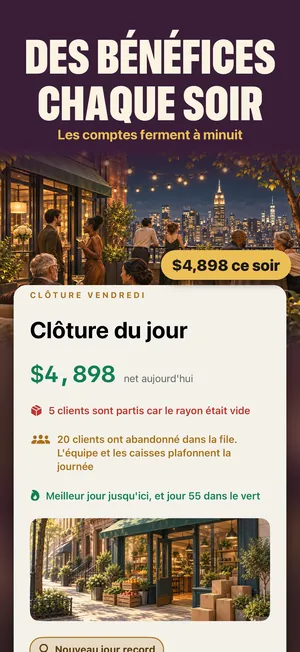 DES BÉNÉFICES
CHAQUE SOIR
Les comptes ferment à minuit
$4,898 ce soir
CLÔTURE VENDREDI
Clôture du jour
$4,898 net aujourd'hui
5 clients sont partis car le rayon était vide
20 clients ont abandonné dans la file.
L'équipe et les caisses plafonnent la
journée
Meilleur jour jusqu'ici, et jour 55 dans le vert
Nouveau jour record